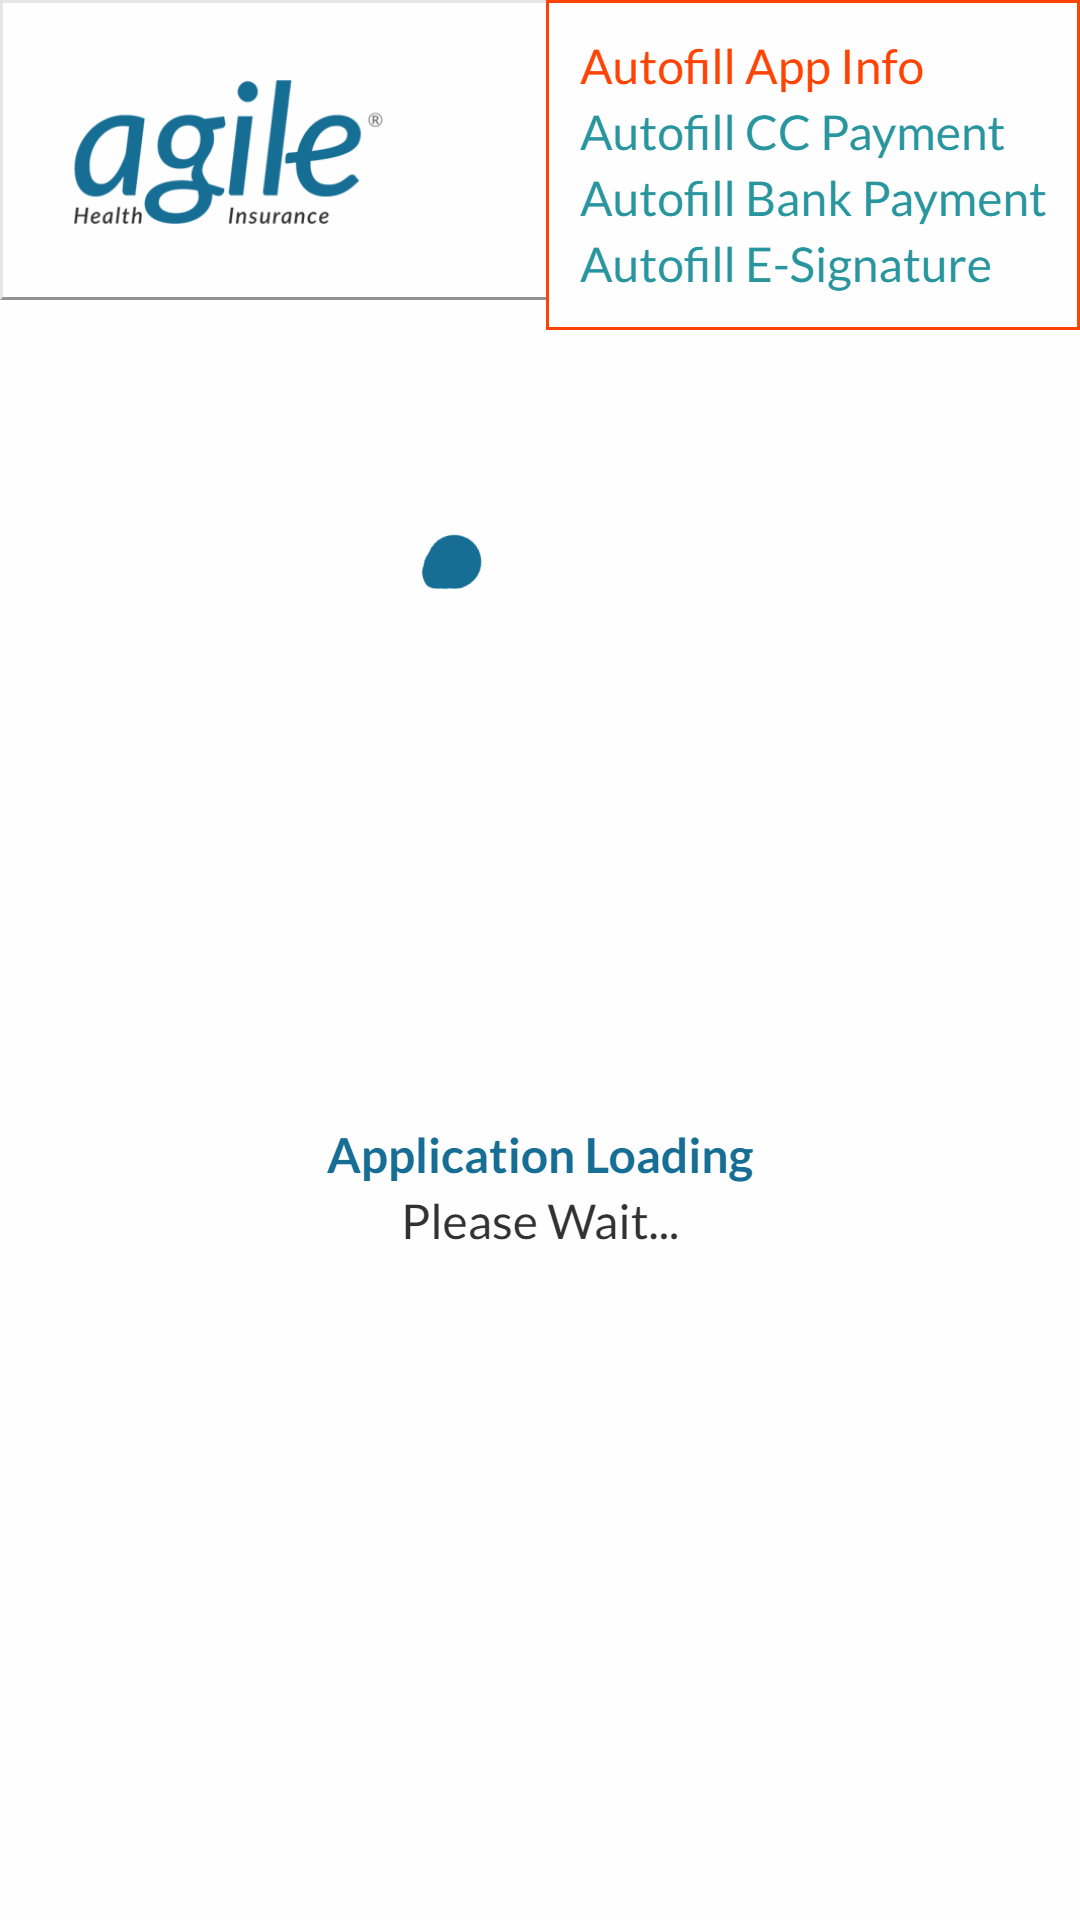 agile®
Health Insurance
Autofill App Info
Autofill CC Payment
Autofill Bank Payment
Autofill E-Signature
Application Loading
Please Wait...